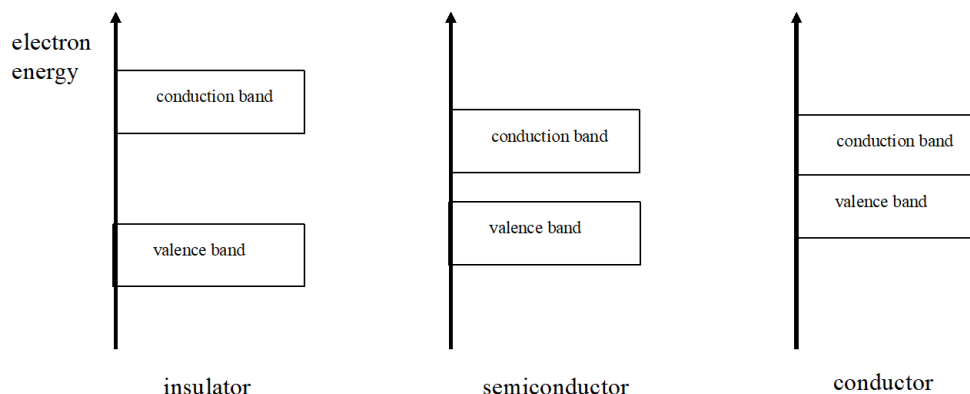 electron
energy
conduction band
valence band
insulator
conduction band
valence band
semiconductor
conduction band
valence band
conductor